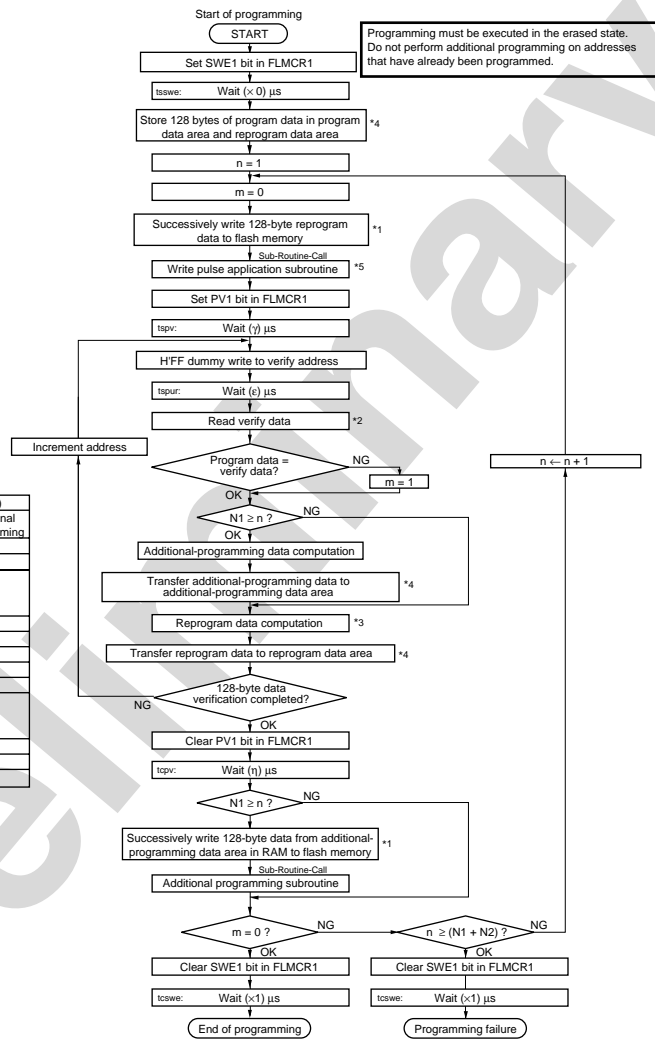 Start of programming
START
Programming must be executed in the erased state.
Do not perform additional programming on addresses
that have already been programmed.
Set SWE1 bit in FLMCR1
tsswe: Wait (× 0) μs
Store 128 bytes of program data in program
data area and reprogram data area
*4
n = 1
m = 0
Successively write 128-byte reprogram
data to flash memory
*1
Sub-Routine-Call
Write pulse application subroutine
*5
Set PV1 bit in FLMCR1
tspv: Wait (γ) μs
H'FF dummy write to verify address
tspur: Wait (ε) μs
Read verify data
*2
Increment address
Program data =
verify data?
NG
m = 1
n ← n + 1
OK
N1 ≥ n ?
NG
OK
Additional-programming data computation
Transfer additional-programming data to
additional-programming data area
*4
Reprogram data computation
*3
Transfer reprogram data to reprogram data area
*4
128-byte data
verification completed?
NG
OK
Clear PV1 bit in FLMCR1
tcpv: Wait (η) μs
N1 ≥ n ?
NG
Successively write 128-byte data from additional-
programming data area in RAM to flash memory
*1
Sub-Routine-Call
Additional programming subroutine
m = 0 ?
NG
n ≥ (N1 + N2) ?
NG
OK
OK
Clear SWE1 bit in FLMCR1
Clear SWE1 bit in FLMCR1
tcswe: Wait (×1) μs
tcswe: Wait (×1) μs
End of programming
Programming failure